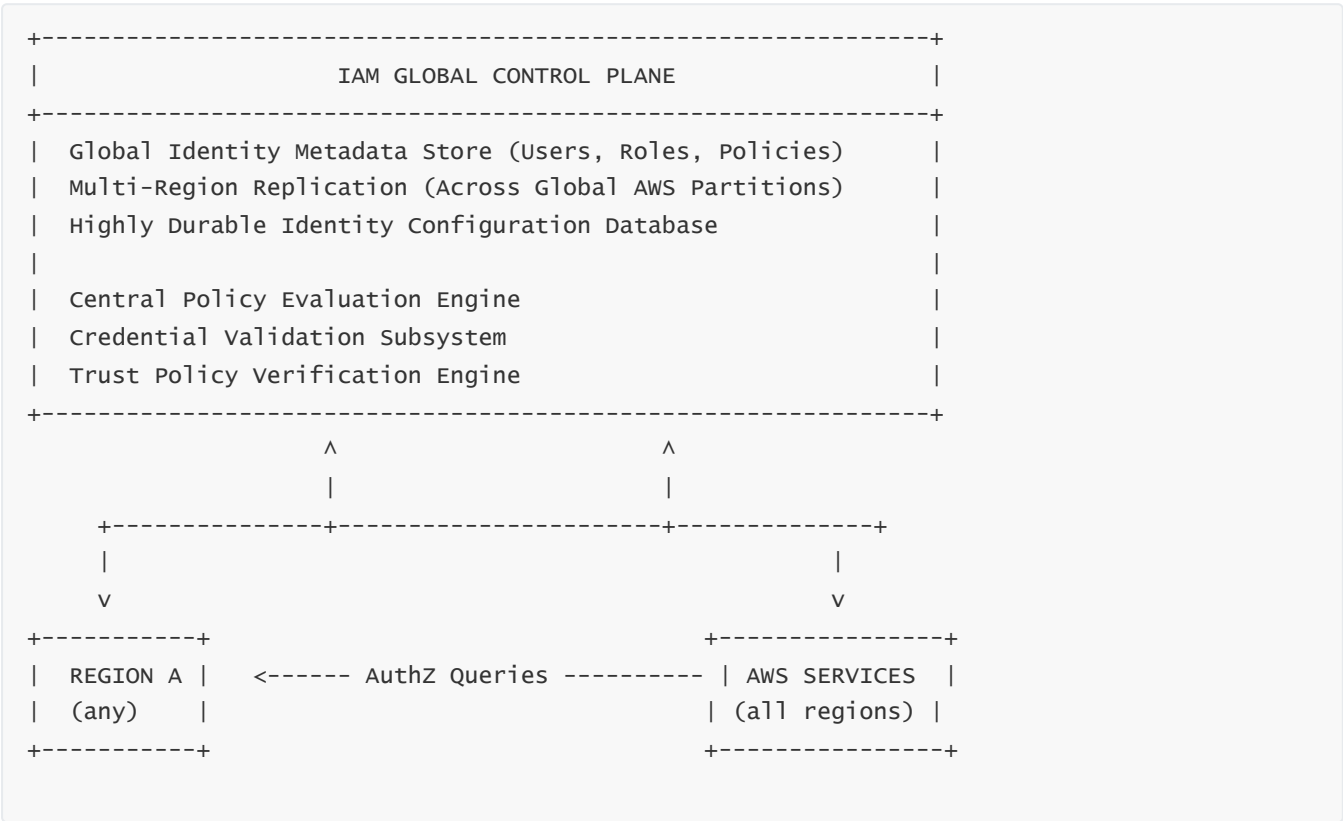 +---------------------------------------------------------------+
|                     IAM GLOBAL CONTROL PLANE                  |
+---------------------------------------------------------------+
|  Global Identity Metadata Store (Users, Roles, Policies)      |
|  Multi-Region Replication (Across Global AWS Partitions)      |
|  Highly Durable Identity Configuration Database               |
|                                                               |
|  Central Policy Evaluation Engine                             |
|  Credential Validation Subsystem                              |
|  Trust Policy Verification Engine                             |
+---------------------------------------------------------------+
                     ^                       ^
                     |                       |
     +---------------+-----------------------+--------------+
     |                                                   |
     v                                                   v
+-----------+                                   +----------------+
|  REGION A |   <------ AuthZ Queries ---------- | AWS SERVICES  |
|  (any)    |                                   | (all regions) |
+-----------+                                   +----------------+